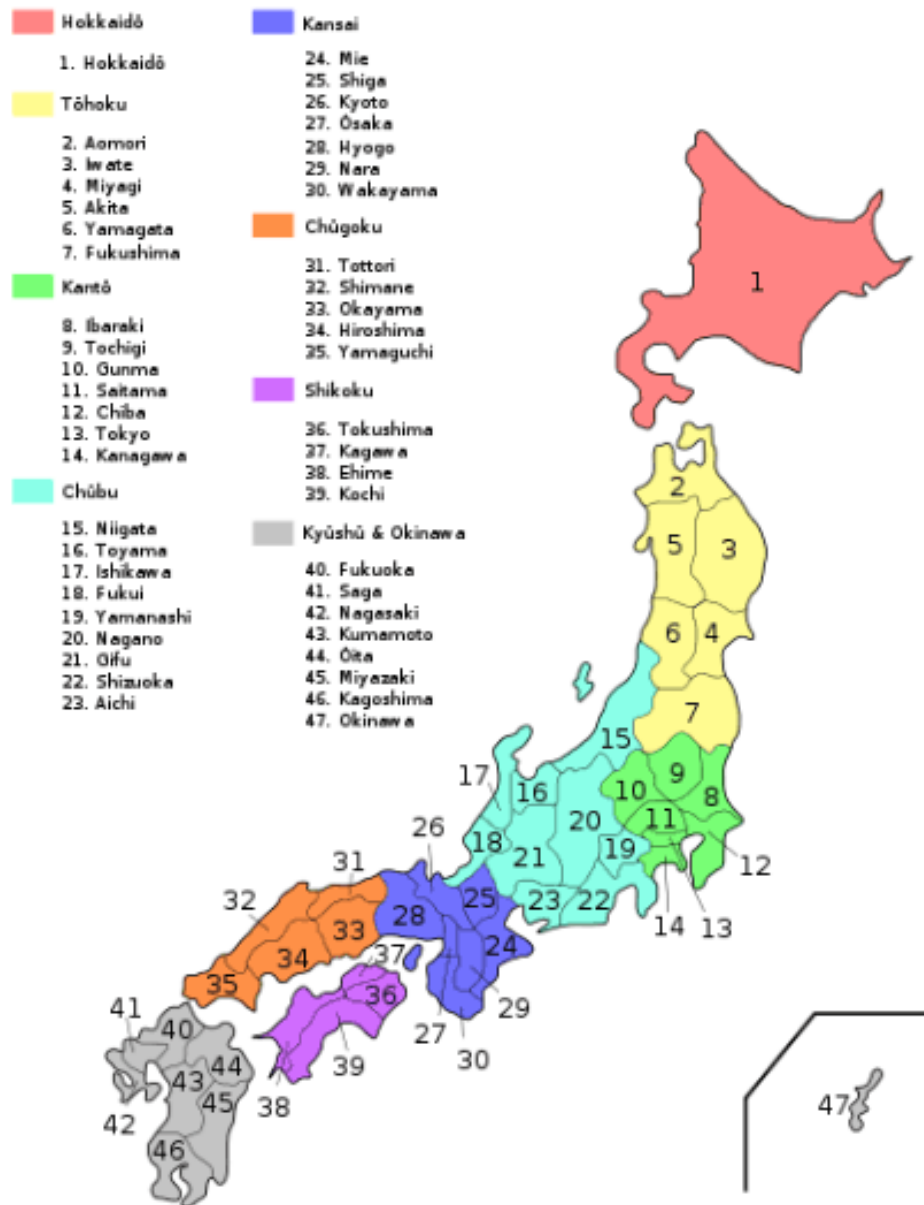 Hokkaidō
1. Hokkaidō
Tōhoku
2. Aomori
3. Iwate
4. Miyagi
5. Akita
6. Yamagata
7. Fukushima
Kantō
8. Ibaraki
9. Tochigi
10. Gunma
11. Saitama
12. Chiba
13. Tokyo
14. Kanagawa
Chūbu
15. Niigata
16. Toyama
17. Ishikawa
18. Fukui
19. Yamanashi
20. Nagano
21. Gifu
22. Shizuoka
23. Aichi
Kansai
24. Mie
25. Shiga
26. Kyoto
27. Ōsaka
28. Hyogo
29. Nara
30. Wakayama
Chūgoku
31. Tottori
32. Shimane
33. Okayama
34. Hiroshima
35. Yamaguchi
Shikoku
36. Tokushima
37. Kagawa
38. Ehime
39. Kochi
Kyūshū & Okinawa
40. Fukuoka
41. Saga
42. Nagasaki
43. Kumamoto
44. Ōita
45. Miyazaki
46. Kagoshima
47. Okinawa
1
2
5
3
6
4
7
15
17
16
9
10
8
20
11
18
26
21
19
12
31
25
23
22
14
13
32
28
33
24
34
37
35
36
29
41
40
27
30
39
44
43
38
42
45
47
46